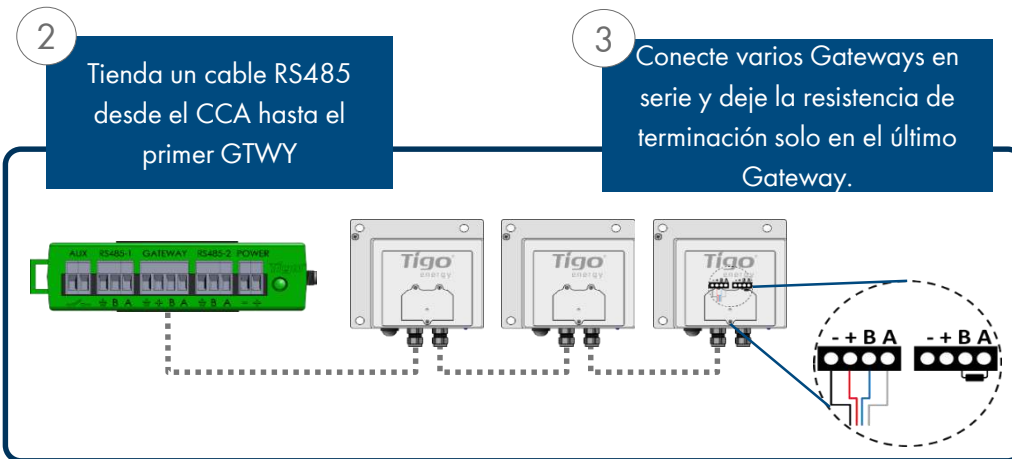 2
Tienda un cable RS485
desde el CCA hasta el
primer GTWY
3
Conecte varios Gateways en
serie y deje la resistencia de
terminación solo en el último
Gateway.
AUX RS485-1 GATEWAY RS485-2 POWER
Tigo
B A - + B A B A - +
Tigo
energy
Tigo
energy
Tigo
energy
- + B A - + B A